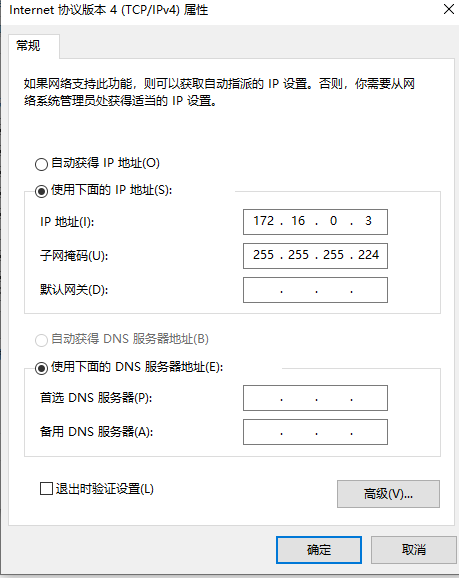 Internet 协议版本 4 (TCP/IPv4) 属性
常规
如果网络支持此功能，则可以获取自动指派的 IP 设置。否则，你需要从网
络系统管理员处获得适当的 IP 设置。
自动获得 IP 地址(O)
使用下面的 IP 地址(S):
IP 地址(I): 172 . 16 . 0 . 3
子网掩码(U): 255 . 255 . 255 . 224
默认网关(D): . . .
自动获得 DNS 服务器地址(B)
使用下面的 DNS 服务器地址(E):
首选 DNS 服务器(P): . . .
备用 DNS 服务器(A): . . .
退出时验证设置(L)
高级(V)...
确定 取消